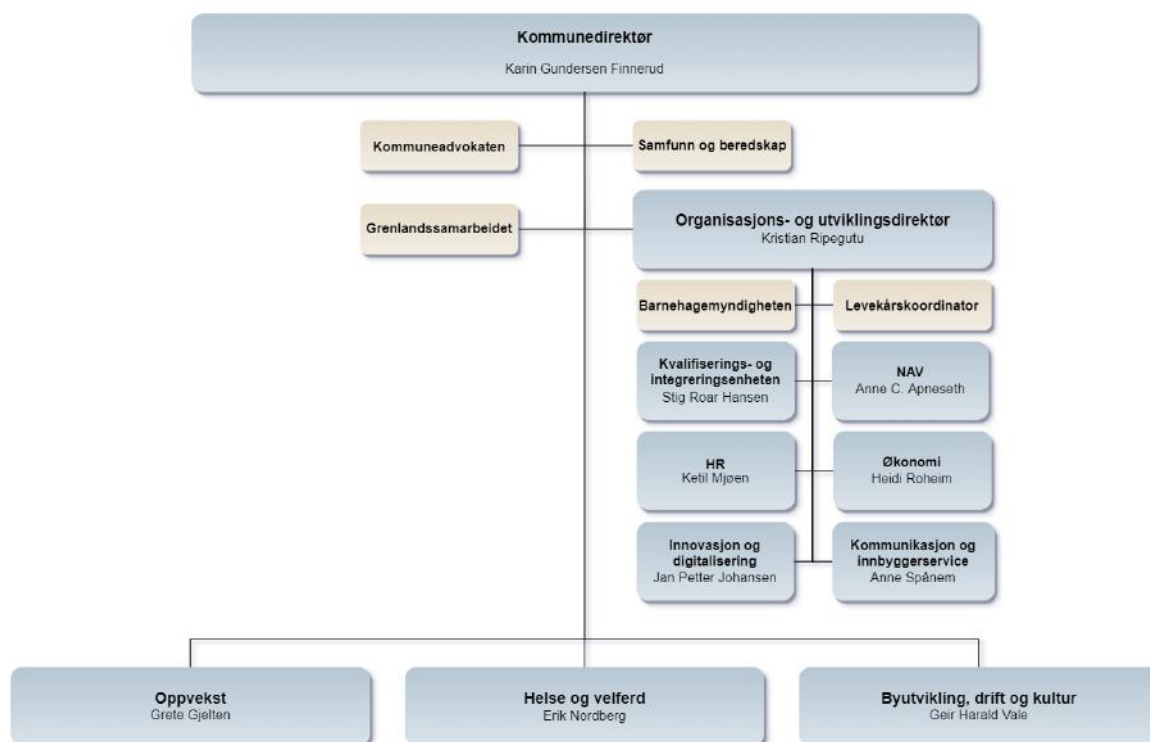 Kommunedirektør
Karin Gundersen Finnerud
Kommuneadvokaten
Samfunn og beredskap
Grenlandssamarbeidet
Organisasjons- og utviklingsdirektør
Kristian Ripegutu
Barnehagemyndigheten
Levekårskoordinator
Kvalifiserings- og
integreringsenheten
Stig Roar Hansen
NAV
Anne C. Apneseth
HR
Ketil Mjøen
Økonomi
Heidi Roheim
Innovasjon og
digitalisering
Jan Petter Johansen
Kommunikasjon og
innbyggerservice
Anne Spånem
Oppvekst
Grete Gjelten
Helse og velferd
Erik Nordberg
Byutvikling, drift og kultur
Geir Harald Vale